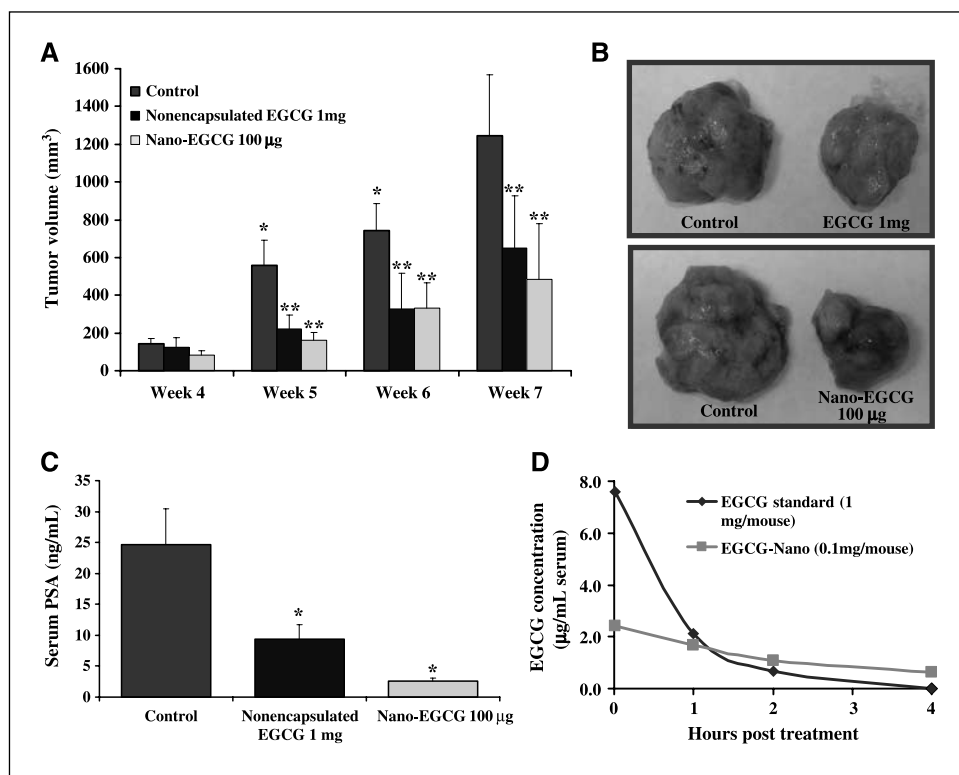 A
Tumor volume (mm³)
1600
1400
1200
1000
800
600
400
200
0
Control
Nonencapsulated EGCG 1mg
Nano-EGCG 100 µg
*
**
**
*
**
**
**
**
Week 4
Week 5
Week 6
Week 7
B
Control
EGCG 1mg
Control
Nano-EGCG
100 µg
C
Serum PSA (ng/mL)
35
30
25
20
15
10
5
0
*
*
Control
Nonencapsulated
EGCG 1 mg
Nano-EGCG 100 µg
D
EGCG concentration
(µg/mL serum)
8.0
6.0
4.0
2.0
0.0
EGCG standard (1
mg/mouse)
EGCG-Nano (0.1mg/mouse)
0
1
2
3
4
Hours post treatment